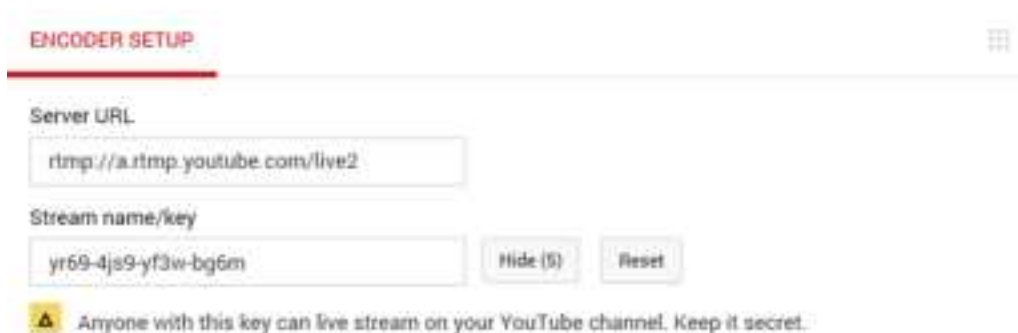 ENCODER SETUP
Server URL
rtmp://a.rtmp.youtube.com/live2
Stream name/key
yr69-4js9-yf3w-bg6m Hide (5) Reset
Anyone with this key can live stream on your YouTube channel. Keep it secret.